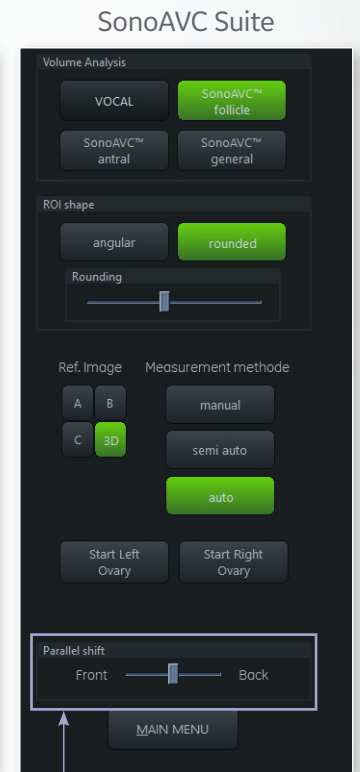 SonoAVC Suite
Volume Analysis
VOCAL
SonoAVC™
follicle
SonoAVC™
antral
SonoAVC™
general
ROI shape
angular
rounded
Rounding
Ref. Image
Measurement methode
A
B
C
3D
manual
semi auto
auto
Start Left
Ovary
Start Right
Ovary
Parallel shift
Front
Back
MAIN MENU